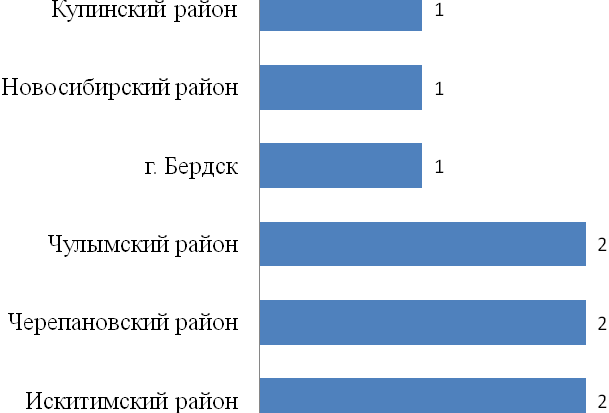 Купинский район 1
Новосибирский район 1
г. Бердск 1
Чулымский район 2
Черепановский район 2
Искитимский район 2